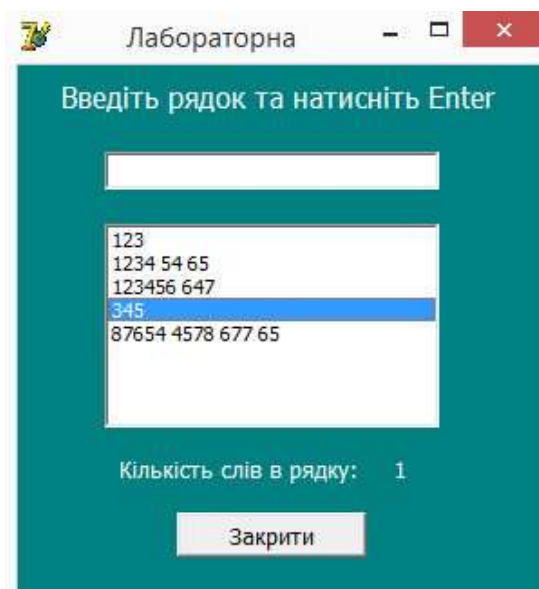 Лабораторна
Введіть рядок та натисніть Enter
123
1234 54 65
123456 647
345
87654 4578 677 65
Кількість слів в рядку: 1
Закрити